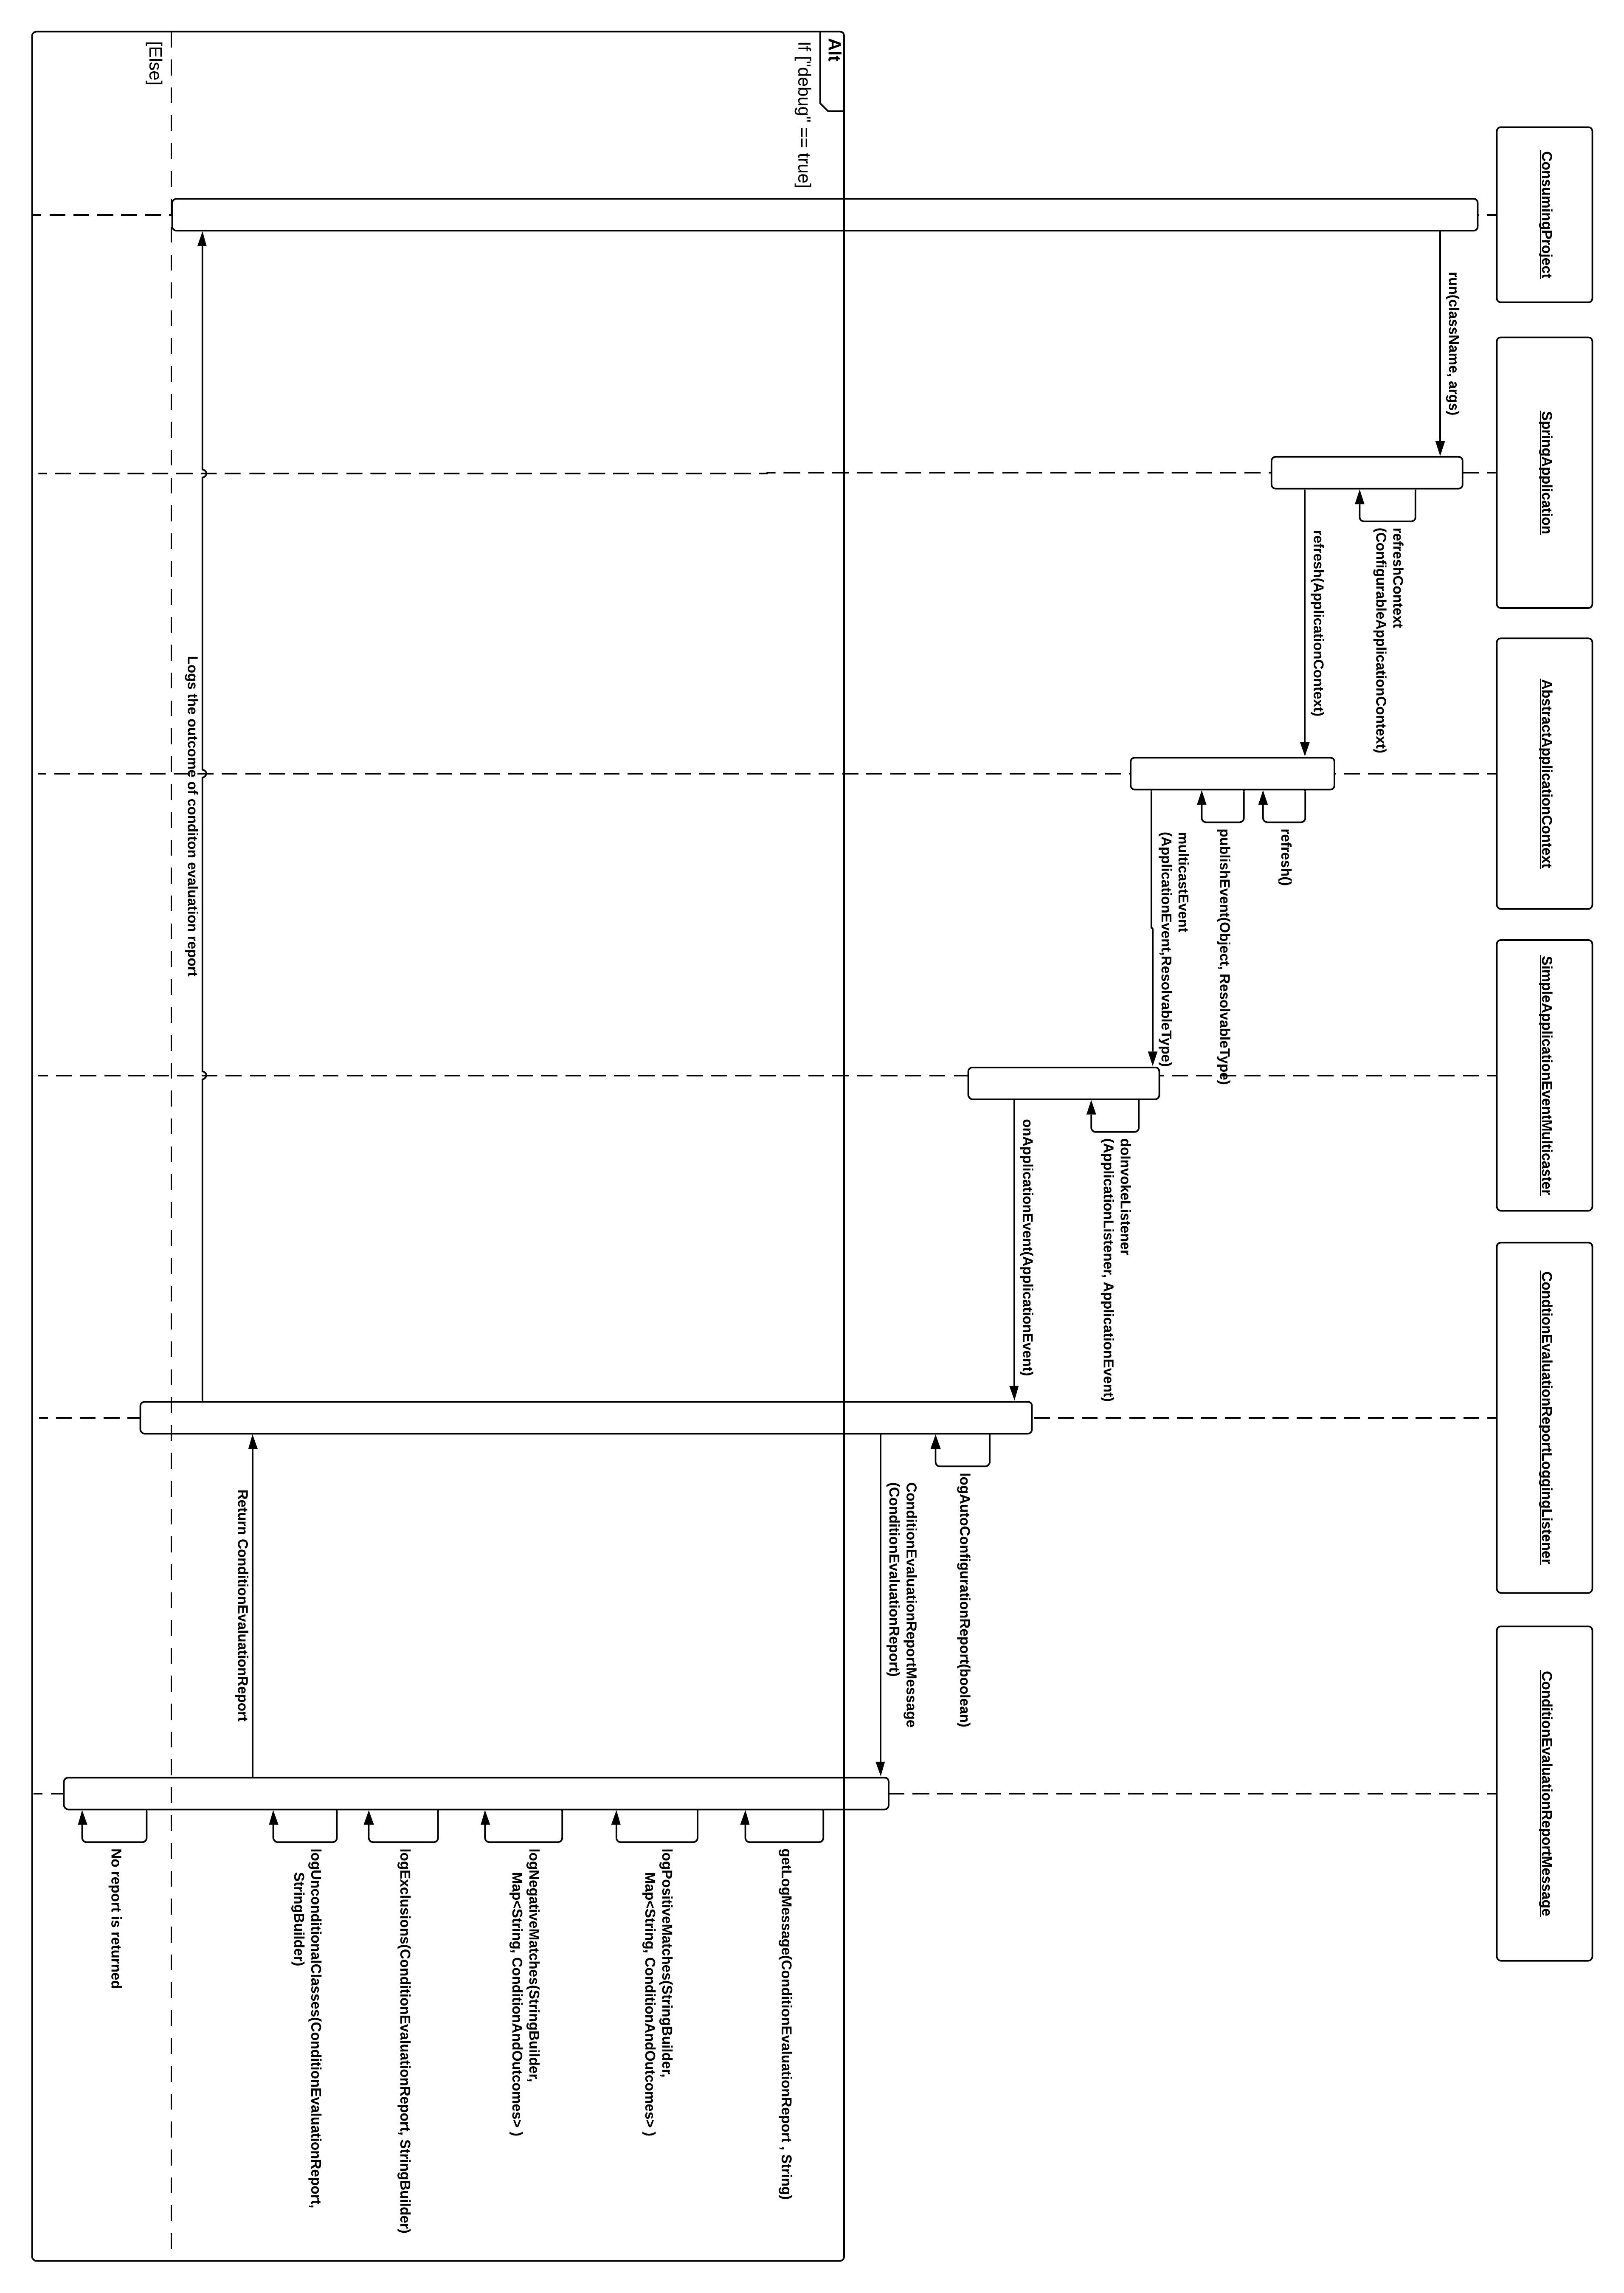 ConsumingProject
SpringApplication
AbstractApplicationContext
SimpleApplicationEventMulticaster
CondtionEvaluationReportLoggingListener
ConditionEvaluationReportMessage
run(className, args)
refreshContext
(ConfigurableApplicationContext)
refresh(ApplicationContext)
refresh()
publishEvent(Object, ResolvableType)
multicastEvent
(ApplicationEvent,ResolvableType)
doInvokeListener
(ApplicationListener, ApplicationEvent)
onApplicationEvent(ApplicationEvent)
logAutoConfigurationReport(boolean)
ConditionEvaluationReportMessage
(ConditionEvaluationReport)
Alt
If ["debug" == true]
getLogMessage(ConditionEvaluationReport , String)
logPositiveMatches(StringBuilder,
Map<String, ConditionAndOutcomes> )
logNegativeMatches(StringBuilder,
Map<String, ConditionAndOutcomes> )
logExclusions(ConditionEvaluationReport, StringBuilder)
logUnconditionalClasses(ConditionEvaluationReport,
StringBuilder)
Return ConditionEvaluationReport
Logs the outcome of conditon evaluation report
[Else]
No report is returned